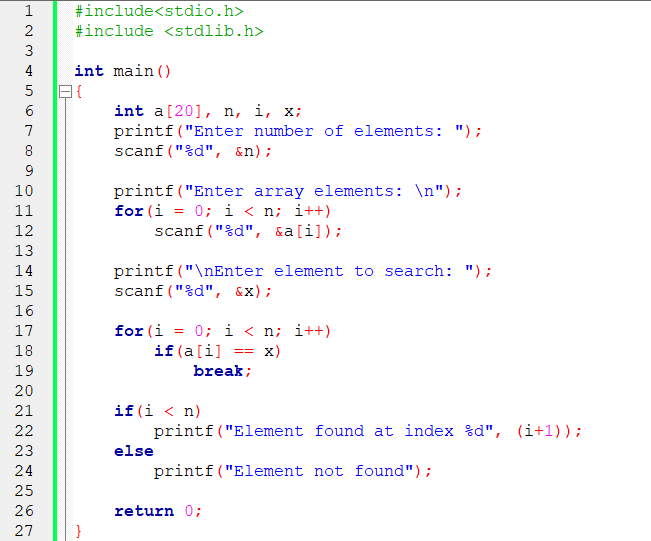 1 #include<stdio.h>
2 #include <stdlib.h>
3
4 int main()
5 {
6     int a[20], n, i, x;
7     printf("Enter number of elements: ");
8     scanf("%d", &n);
9
10     printf("Enter array elements: \n");
11     for(i = 0; i < n; i++)
12         scanf("%d", &a[i]);
13
14     printf("\nEnter element to search: ");
15     scanf("%d", &x);
16
17     for(i = 0; i < n; i++)
18         if(a[i] == x)
19             break;
20
21     if(i < n)
22         printf("Element found at index %d", (i+1));
23     else
24         printf("Element not found");
25
26     return 0;
27 }